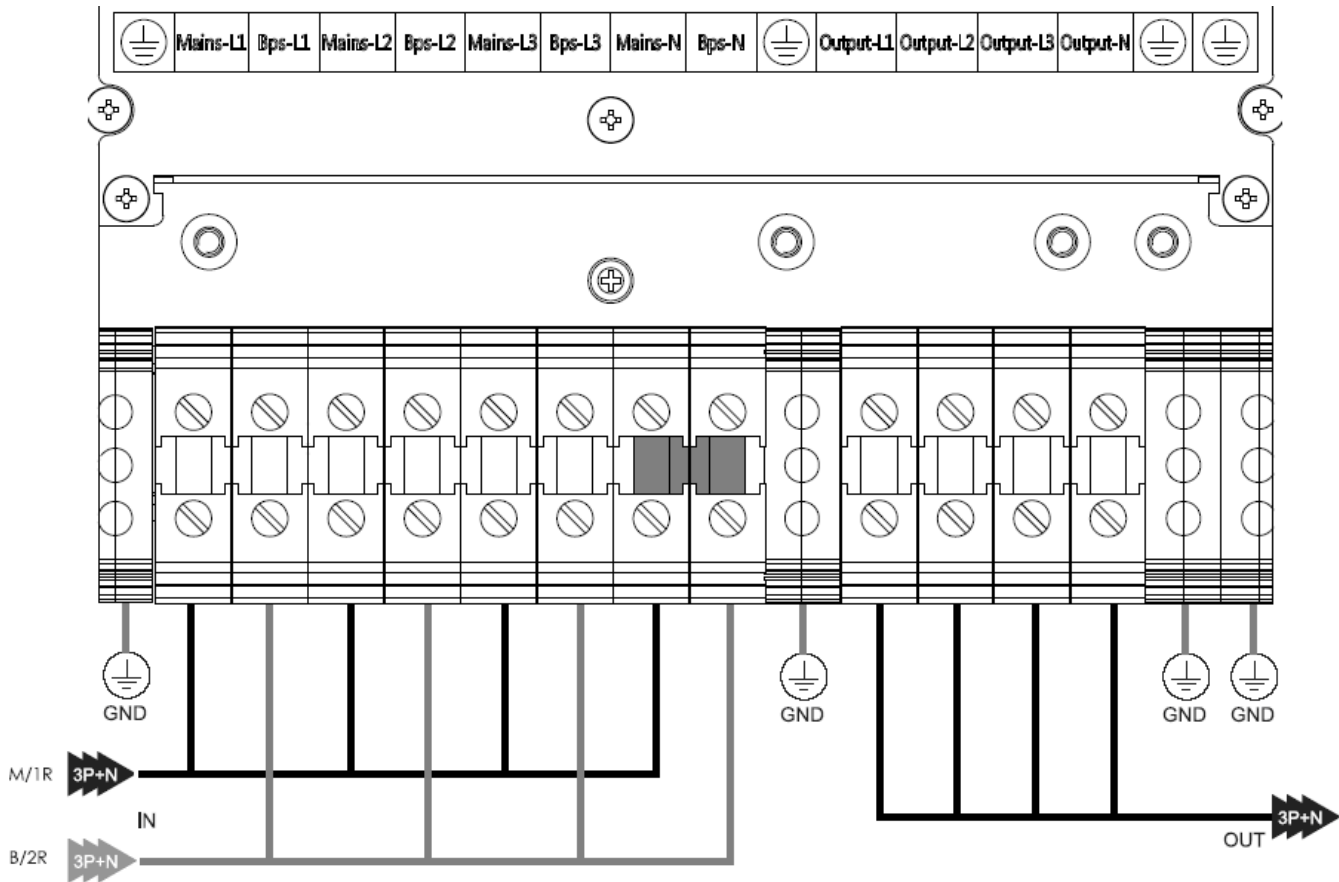 Mains-L1 Bps-L1 Mains-L2 Bps-L2 Mains-L3 Bps-L3 Mains-N Bps-N Output-L1 Output-L2 Output-L3 Output-N
GND
GND
GND
GND
M/1R 3P+N
IN
B/2R 3P+N
3P+N
OUT